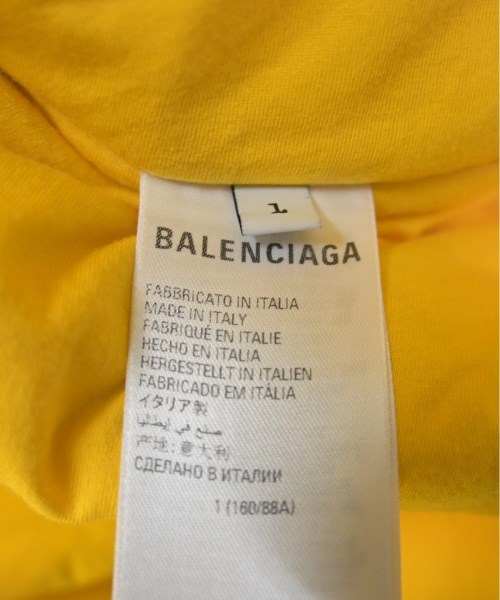 1
BALENCIAGA
FABBRICATO IN ITALIA
MADE IN ITALY
FABRIQUÉ EN ITALIE
HECHO EN ITALIA
HERGESTELLT IN ITALIEN
FABRICADO EM ITÁLIA
イタリア製
صنع في إيطاليا
产地:意大利
СДЕЛАНО В ИТАЛИИ
1 (160/88A)